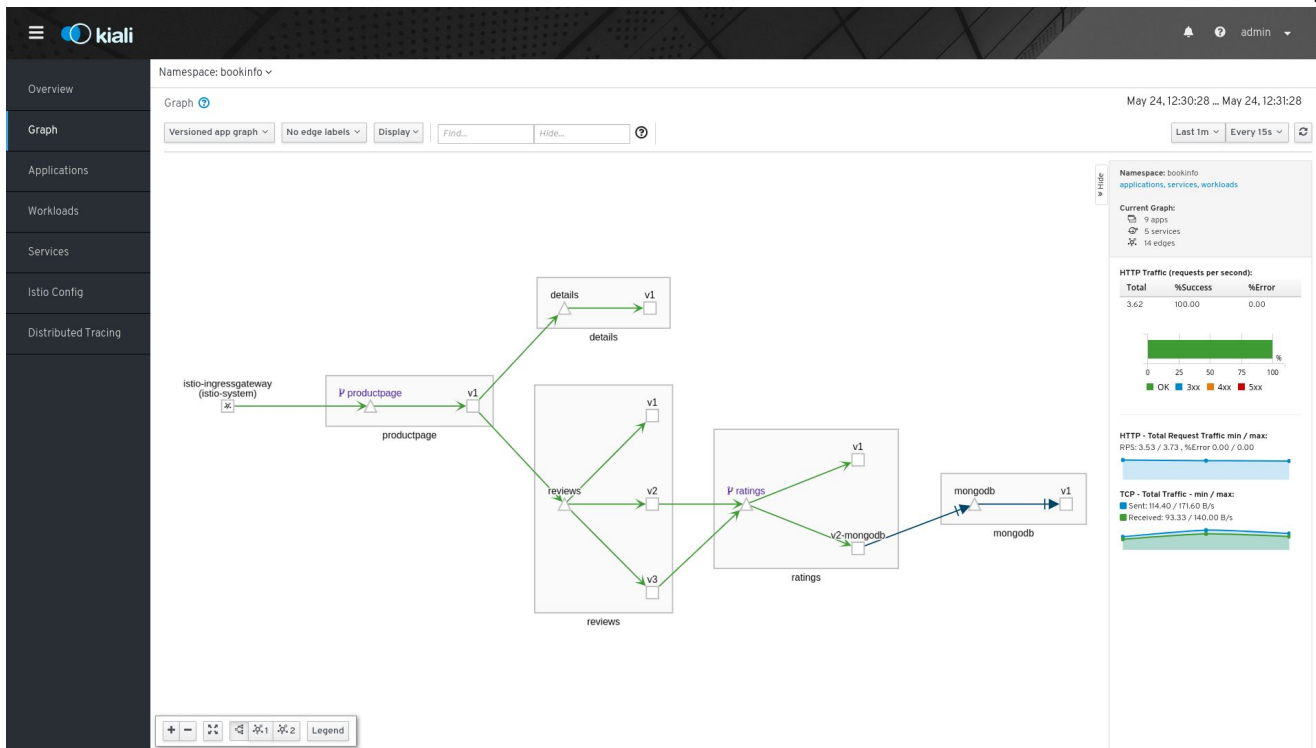 kiali
admin
Overview
Graph
Applications
Workloads
Services
Istio Config
Distributed Tracing
Namespace: bookinfo
Graph
May 24, 12:30:28 ... May 24, 12:31:28
Versioned app graph
No edge labels
Display
Find...
Hide...
Last 1m
Every 15s
istio-ingressgateway
(istio-system)
productpage
v1
productpage
details
v1
details
reviews
v1
v2
v3
reviews
ratings
v1
v2-mongodb
ratings
mongodb
v1
mongodb
Hide
Namespace: bookinfo
applications, services, workloads
Current Graph:
9 apps
5 services
14 edges
HTTP Traffic (requests per second):
Total %Success %Error
3.62 100.00 0.00
%
0 25 50 75 100
OK 3xx 4xx 5xx
HTTP - Total Request Traffic min / max:
RPS: 3.53 / 3.73 , %Error 0.00 / 0.00
TCP - Total Traffic - min / max:
Sent: 114.40 / 171.60 B/s
Received: 93.33 / 140.00 B/s
1
2
Legend